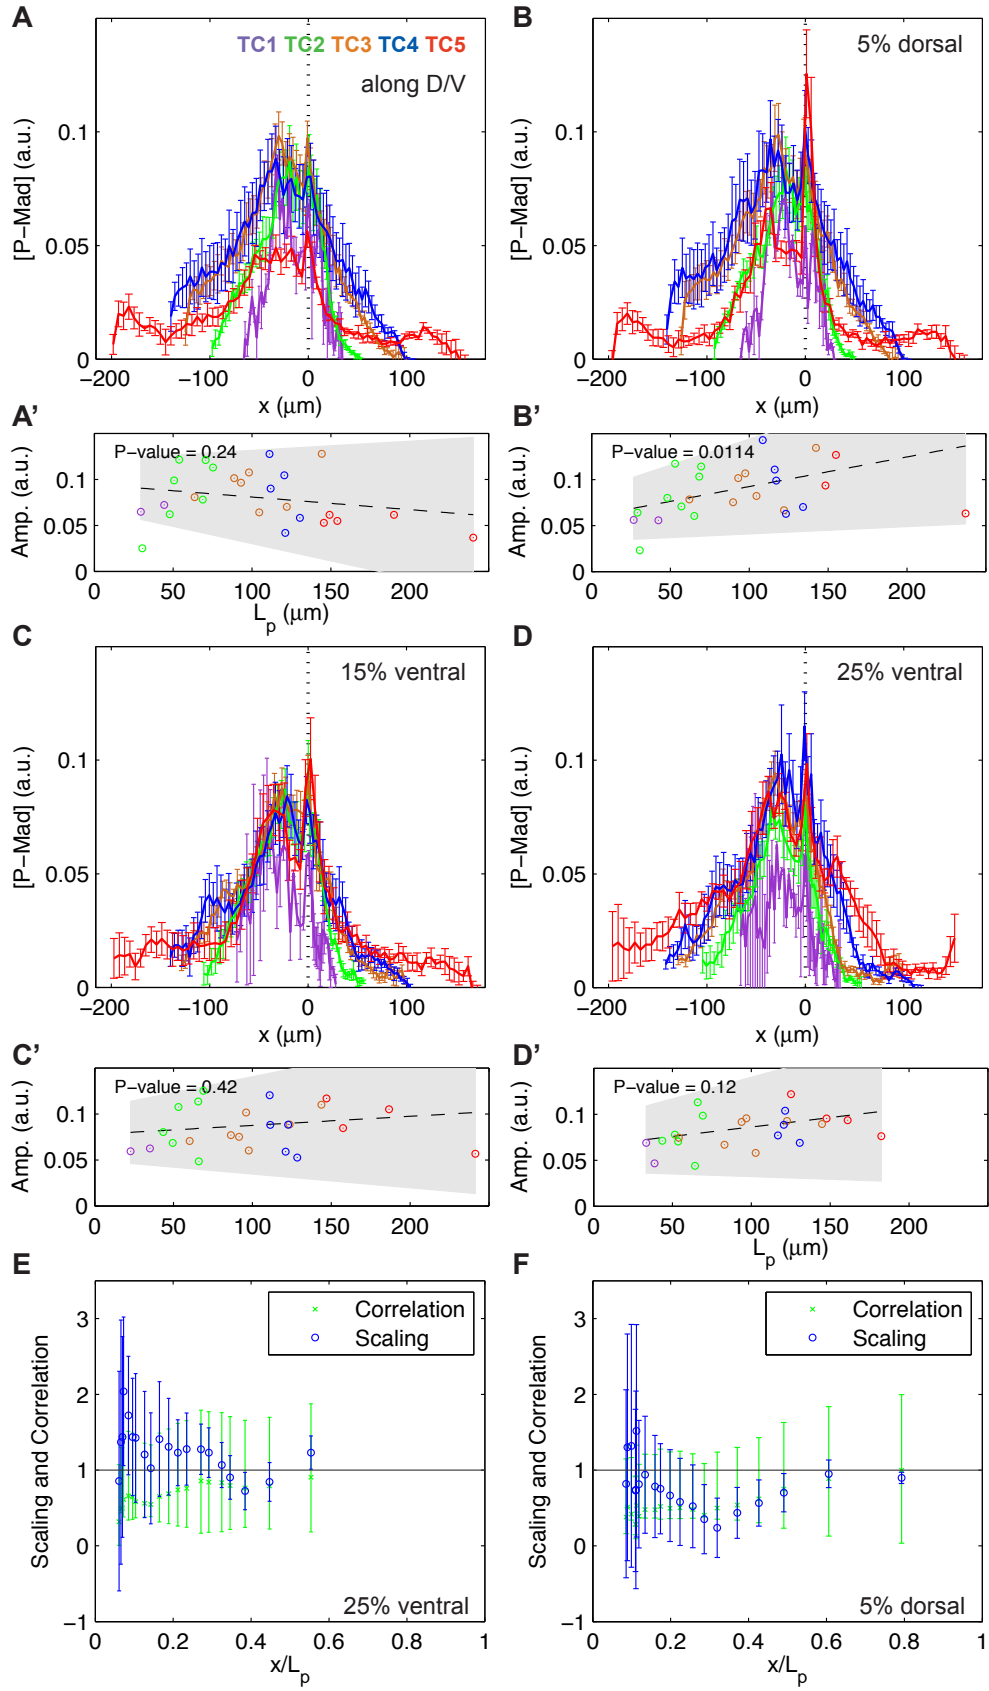 A
TC1 TC2 TC3 TC4 TC5
along D/V
[P−Mad] (a.u.)
0.1
0.05
0
−200 −100 0 100
x (μm)
B
5% dorsal
[P−Mad] (a.u.)
0.1
0.05
0
−200 −100 0 100
x (μm)
A'
P−value = 0.24
Amp. (a.u.)
0.1
0.05
0
0 50 100 150 200
L_p (μm)
B'
P−value = 0.0114
Amp. (a.u.)
0.1
0.05
0
0 50 100 150 200
C
15% ventral
[P−Mad] (a.u.)
0.1
0.05
0
−200 −100 0 100
x (μm)
D
25% ventral
[P−Mad] (a.u.)
0.1
0.05
0
−200 −100 0 100
x (μm)
C'
P−value = 0.42
Amp. (a.u.)
0.1
0.05
0
0 50 100 150 200
D'
P−value = 0.12
Amp. (a.u.)
0.1
0.05
0
0 50 100 150 200
L_p (μm)
E
Correlation
Scaling
Scaling and Correlation
3
2
1
0
−1
25% ventral
0 0.2 0.4 0.6 0.8 1
x/L_p
F
Correlation
Scaling
Scaling and Correlation
3
2
1
0
−1
5% dorsal
0 0.2 0.4 0.6 0.8 1
x/L_p